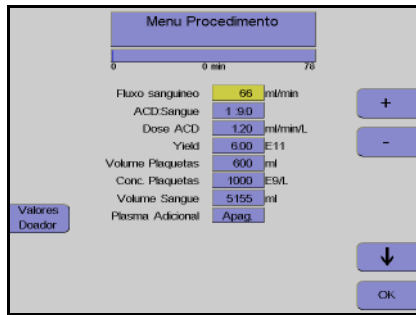 Menu Procedimento
0 0 min 78
Fluxo sanguineo 66 ml/min
ACD:Sangue 1 :9.0
Dose ACD 1.20 ml/min/L
Yield 6.00 E11
Volume Plaquetas 600 ml
Conc. Plaquetas 1000 E9/L
Volume Sangue 5155 ml
Plasma Adicional Apag.
+
-
Valores
Doador
↓
OK